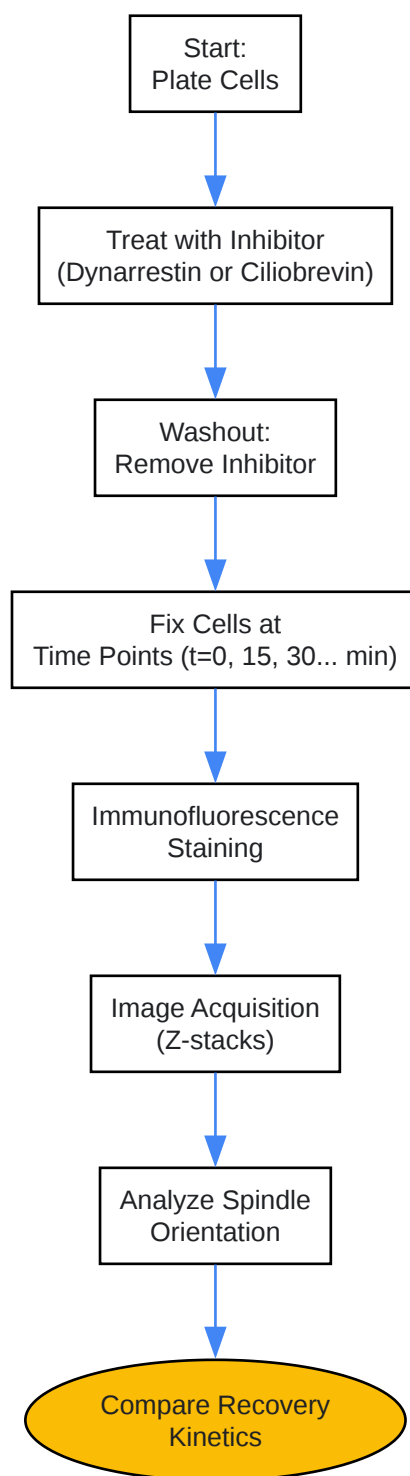 Start:
Plate Cells
Treat with Inhibitor
(Dynarrestin or Ciliobrevin)
Washout:
Remove Inhibitor
Fix Cells at
Time Points (t=0, 15, 30... min)
Immunofluorescence
Staining
Image Acquisition
(Z-stacks)
Analyze Spindle
Orientation
Compare Recovery
Kinetics